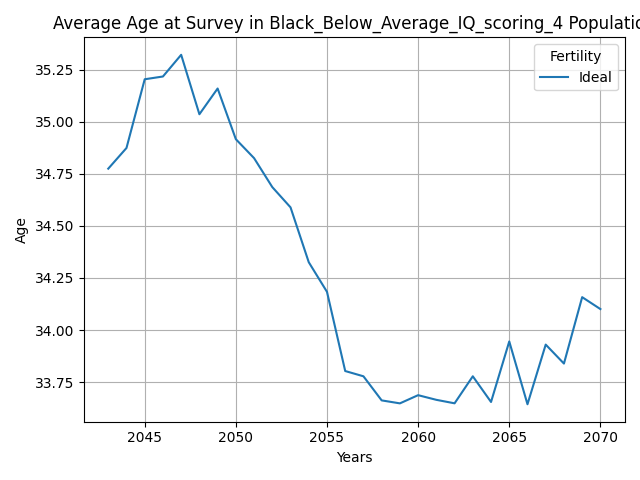 Average Age at Survey in Black_Below_Average_IQ_scoring_4 Populatio
Fertility
Ideal
35.25
35.00
34.75
34.50
34.25
34.00
33.75
Age
2045 2050 2055 2060 2065 2070
Years